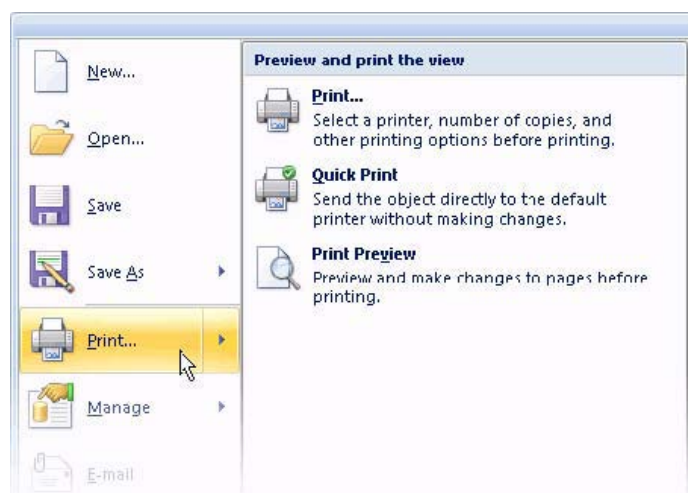 New...
Open...
Save
Save As
Print...
Manage
E-mail
Preview and print the view
Print...
Select a printer, number of copies, and
other printing options before printing.
Quick Print
Send the object directly to the default
printer without making changes.
Print Preview
Preview and make changes to pages before
printing.